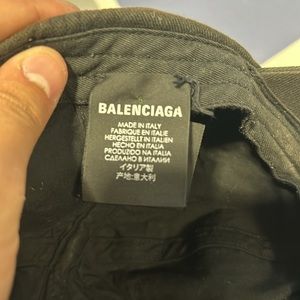 BALENCIAGA
MADE IN ITALY
FABRIQUE EN ITALIE
HERGESTELLT IN ITALIEN
HECHO EN ITALIA
PRODUZIDO NA ITALIA
СДЕЛАНО В ИТАЛИИ
イタリア製
产地:意大利